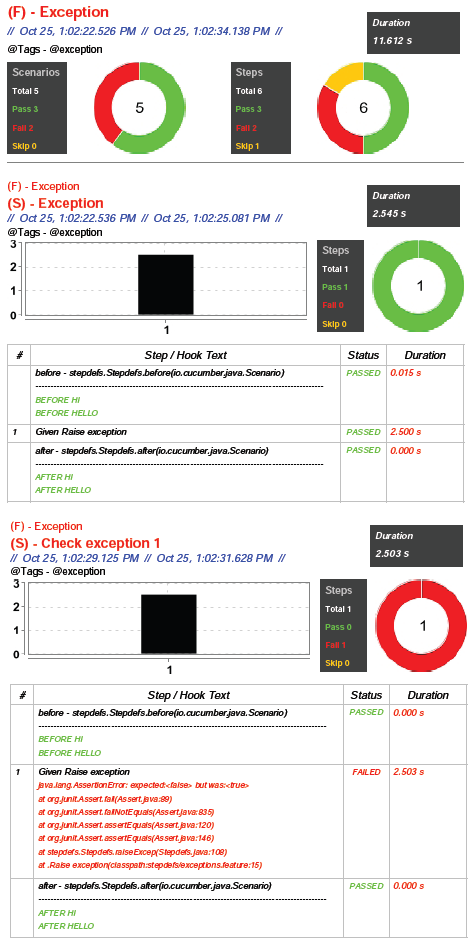 (F) - Exception
// Oct 25, 1:02:22.526 PM // Oct 25, 1:02:34.138 PM //
@Tags - @exception
Duration
11.612 s
Scenarios
Total 5
Pass 3
Fail 2
Skip 0
5
Steps
Total 6
Pass 3
Fail 2
Skip 1
6
(F) - Exception
(S) - Exception
// Oct 25, 1:02:22.536 PM // Oct 25, 1:02:25.081 PM //
@Tags - @exception
Duration
2.545 s
3
2
1
0
1
Steps
Total 1
Pass 1
Fail 0
Skip 0
1
# Step / Hook Text Status Duration
before - stepdefs.Stepdefs.before(io.cucumber.java.Scenario) PASSED 0.015 s
--------------------------------------------------------------------------------
BEFORE HI
BEFORE HELLO
1 Given Raise exception PASSED 2.500 s
after - stepdefs.Stepdefs.after(io.cucumber.java.Scenario) PASSED 0.000 s
--------------------------------------------------------------------------------
AFTER HI
AFTER HELLO
(F) - Exception
(S) - Check exception 1
// Oct 25, 1:02:29.125 PM // Oct 25, 1:02:31.628 PM //
@Tags - @exception
Duration
2.503 s
3
2
1
0
1
Steps
Total 1
Pass 0
Fail 1
Skip 0
1
# Step / Hook Text Status Duration
before - stepdefs.Stepdefs.before(io.cucumber.java.Scenario) PASSED 0.000 s
--------------------------------------------------------------------------------
BEFORE HI
BEFORE HELLO
1 Given Raise exception FAILED 2.503 s
java.lang.AssertionError: expected:<false> but was:<true>
at org.junit.Assert.fail(Assert.java:89)
at org.junit.Assert.failNotEquals(Assert.java:835)
at org.junit.Assert.assertEquals(Assert.java:120)
at org.junit.Assert.assertEquals(Assert.java:146)
at stepdefs.Stepdefs.raiseExcep(Stepdefs.java:108)
at .Raise exception(classpath:stepdefs/exceptions.feature:15)
after - stepdefs.Stepdefs.after(io.cucumber.java.Scenario) PASSED 0.000 s
--------------------------------------------------------------------------------
AFTER HI
AFTER HELLO